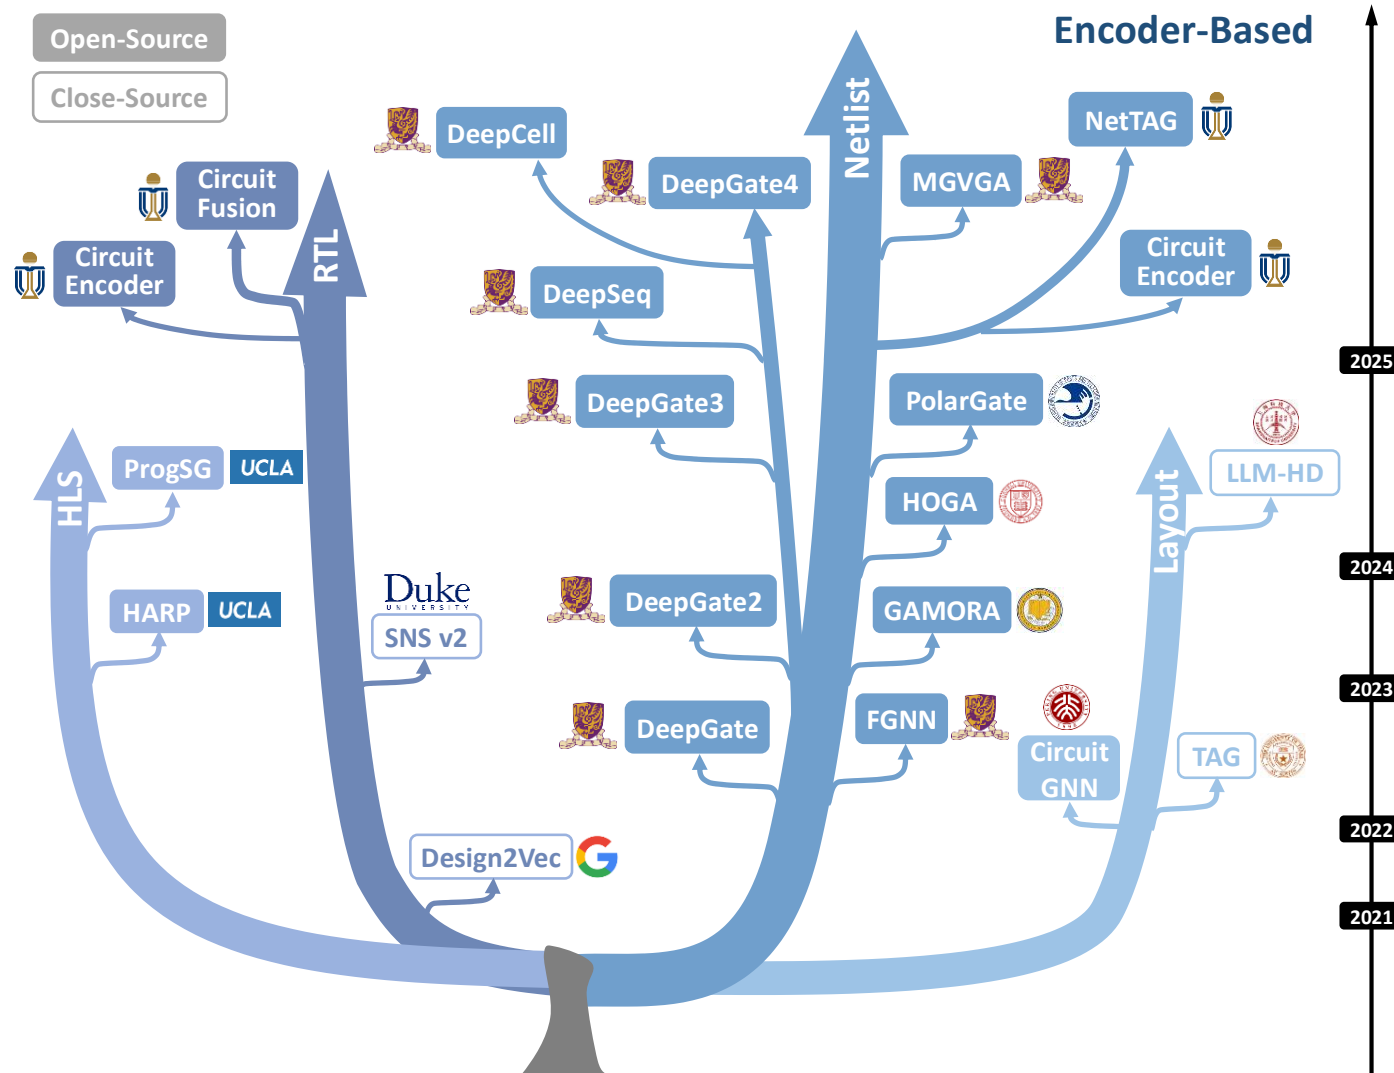 Open-Source
Close-Source
Encoder-Based
DeepCell
DeepGate4
Netlist
MGVGA
NetTAG
Circuit
Fusion
RTL
Circuit
Encoder
DeepSeq
Circuit
Encoder
2025
DeepGate3
PolarGate
HLS
ProgSG
UCLA
HOGA
Layout
LLM-HD
2024
HARP
UCLA
Duke
UNIVERSITY
SNS v2
DeepGate2
GAMORA
2023
DeepGate
FGNN
Circuit
GNN
TAG
2022
Design2Vec
2021